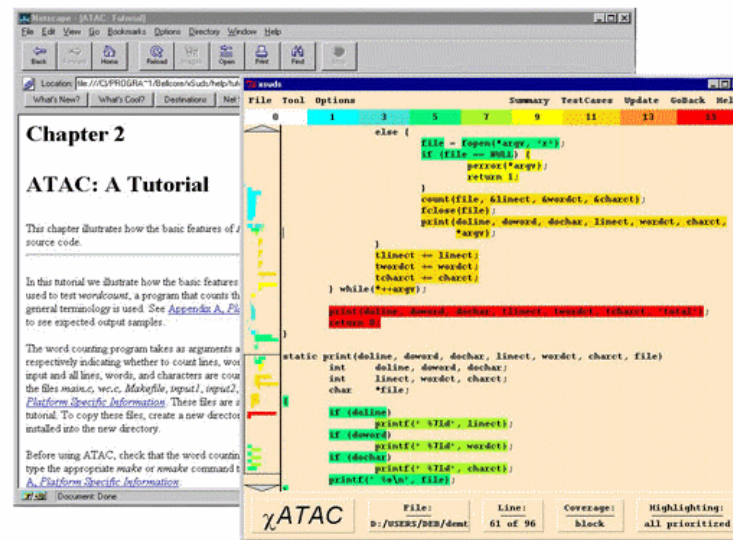 Netscape - [ATAC: Tutorial]
File Edit View Go Bookmarks Options Directory Window Help
Back Forward Home Reload Images Open Print Find Stop
Location: file:///C|/PROGRA~1/Bellcore/xSuds/help/tut
What's New? What's Cool? Destinations Net
Chapter 2
ATAC: A Tutorial
This chapter illustrates how the basic features of
source code.
In this tutorial we illustrate how the basic features
used to test wordcount, a program that counts th
general terminology is used. See Appendix A, Pla
to see expected output samples.
The word counting program takes as arguments a
respectively indicating whether to count lines, wor
input and all lines, words, and characters are coun
the files main.c, wc.c, Makefile, input1, input2,
Platform Specific Information. These files are s
tutorial. To copy these files, create a new director
installed into the new directory.
Before using ATAC, check that the word countin
type the appropriate make or nmake command t
A, Platform Specific Information.
Document: Done
xsuds
File Tool Options Summary TestCases Update GoBack Hel
0 1 3 5 7 9 11 13 15
else {
file = fopen(*argv, "r");
if (file == NULL) {
perror(*argv);
return 1;
}
count(file, &linect, &wordct, &charct);
fclose(file);
print(doline, doword, dochar, linect, wordct, charct,
*argv);
}
tlinect += linect;
twordct += wordct;
tcharct += charct;
} while(*++argv);
print(doline, doword, dochar, tlinect, twordct, tcharct, "total");
return 0;
}
static print(doline, doword, dochar, linect, wordct, charct, file)
int doline, doword, dochar;
int linect, wordct, charct;
char *file;
{
if (doline)
printf(" %7ld", linect);
if (doword)
printf(" %7ld", wordct);
if (dochar)
printf(" %7ld", charct);
printf(" %s\n", file);
χATAC
File: Line: Coverage: Highlighting:
D:/USERS/DEB/demt 61 of 96 block all prioritized